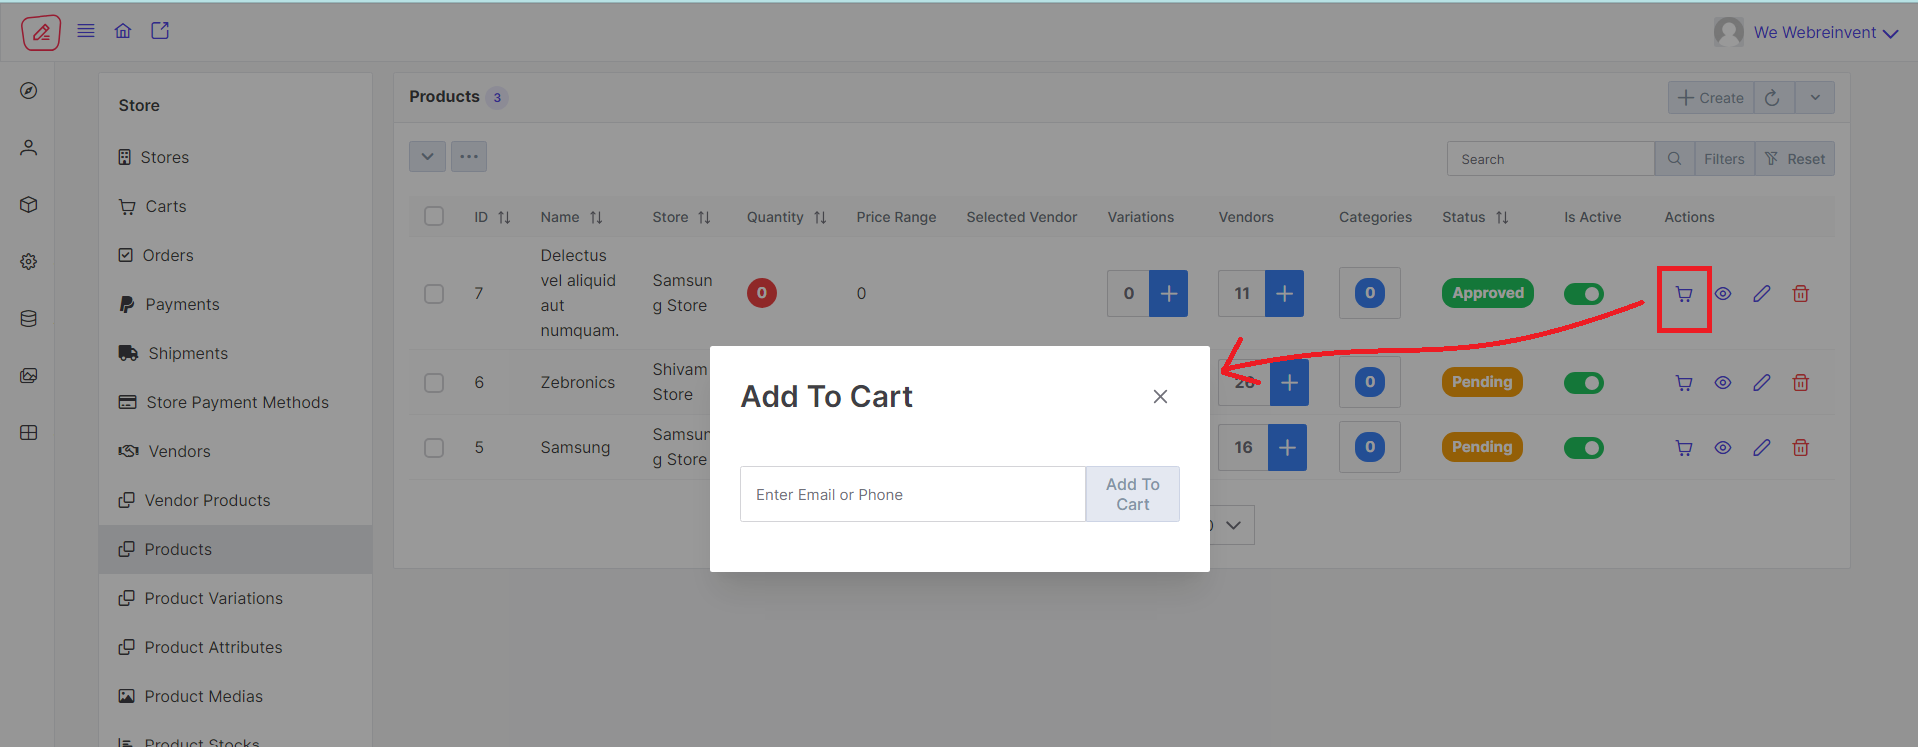 We Webreinvent
Store
Stores
Carts
Orders
Payments
Shipments
Store Payment Methods
Vendors
Vendor Products
Products
Product Variations
Product Attributes
Product Medias
Product Stocks
Products 3
Create
Search
Filters
Reset
ID Name Store Quantity Price Range Selected Vendor Variations Vendors Categories Status Is Active Actions
7
Delectus
vel aliquid
aut
numquam.
Samsun
g Store
0
0
0 +
11 +
0
Approved
6
Zebronics
Shivam
Store
+
0
Pending
5
Samsung
Samsun
g Store
16 +
0
Pending
Add To Cart
Enter Email or Phone
Add To
Cart